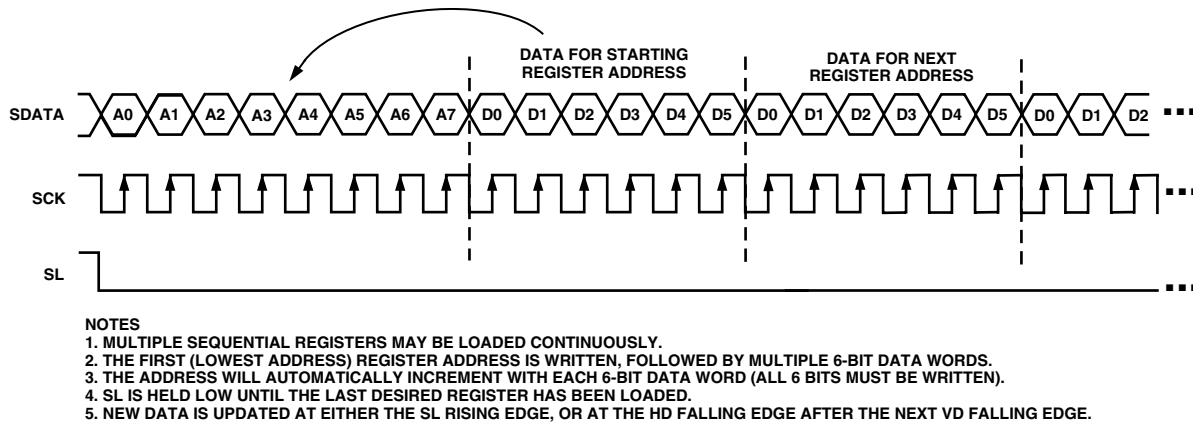 DATA FOR STARTING
REGISTER ADDRESS
DATA FOR NEXT
REGISTER ADDRESS
SDATA A0 A1 A2 A3 A4 A5 A6 A7 D0 D1 D2 D3 D4 D5 D0 D1 D2 D3 D4 D5 D0 D1 D2
SCK
SL
NOTES
1. MULTIPLE SEQUENTIAL REGISTERS MAY BE LOADED CONTINUOUSLY.
2. THE FIRST (LOWEST ADDRESS) REGISTER ADDRESS IS WRITTEN, FOLLOWED BY MULTIPLE 6-BIT DATA WORDS.
3. THE ADDRESS WILL AUTOMATICALLY INCREMENT WITH EACH 6-BIT DATA WORD (ALL 6 BITS MUST BE WRITTEN).
4. SL IS HELD LOW UNTIL THE LAST DESIRED REGISTER HAS BEEN LOADED.
5. NEW DATA IS UPDATED AT EITHER THE SL RISING EDGE, OR AT THE HD FALLING EDGE AFTER THE NEXT VD FALLING EDGE.